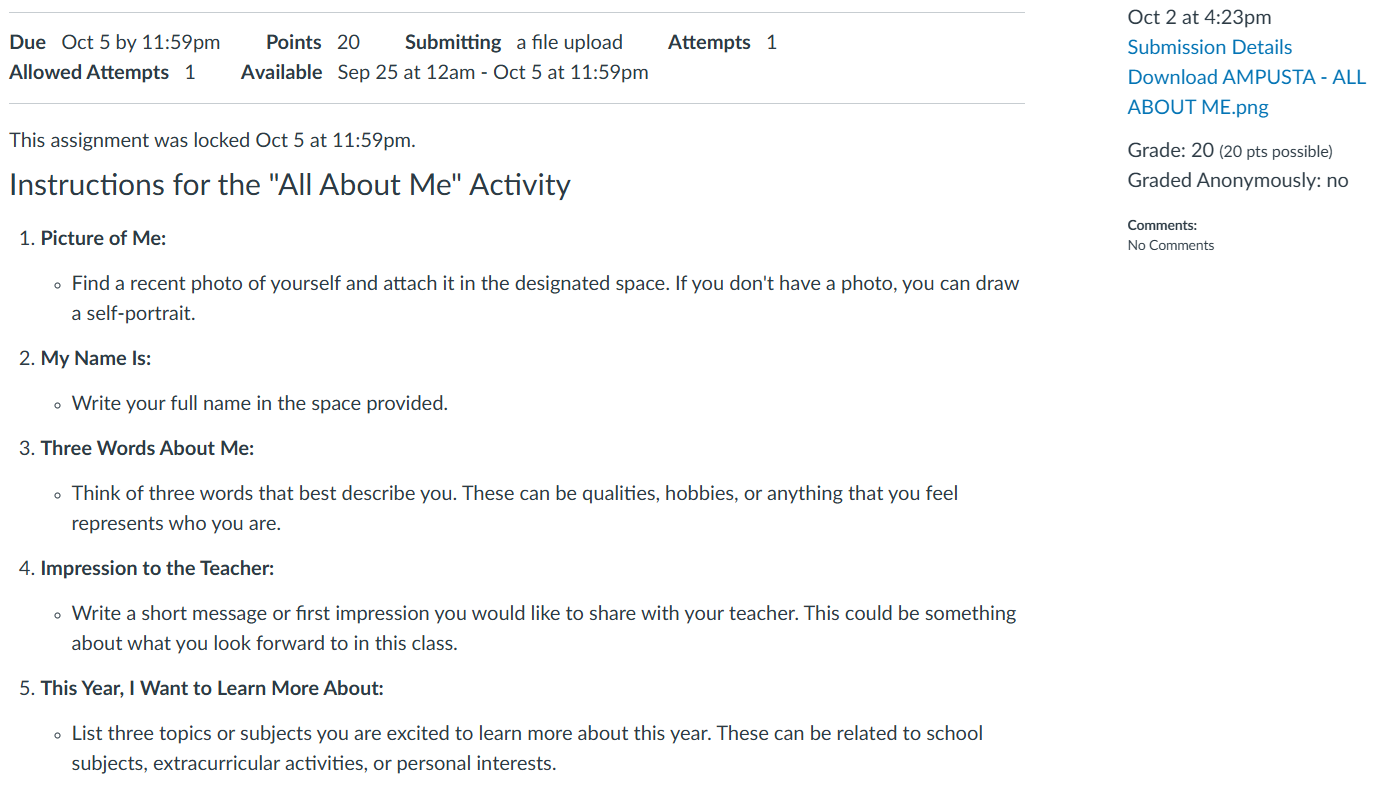 Due Oct 5 by 11:59pm Points 20 Submitting a file upload Attempts 1
Allowed Attempts 1 Available Sep 25 at 12am - Oct 5 at 11:59pm
This assignment was locked Oct 5 at 11:59pm.
Instructions for the "All About Me" Activity
1. Picture of Me:
◦ Find a recent photo of yourself and attach it in the designated space. If you don't have a photo, you can draw
a self-portrait.
2. My Name Is:
◦ Write your full name in the space provided.
3. Three Words About Me:
◦ Think of three words that best describe you. These can be qualities, hobbies, or anything that you feel
represents who you are.
4. Impression to the Teacher:
◦ Write a short message or first impression you would like to share with your teacher. This could be something
about what you look forward to in this class.
5. This Year, I Want to Learn More About:
◦ List three topics or subjects you are excited to learn more about this year. These can be related to school
subjects, extracurricular activities, or personal interests.
Oct 2 at 4:23pm
Submission Details
Download AMPUSTA - ALL
ABOUT ME.png
Grade: 20 (20 pts possible)
Graded Anonymously: no
Comments:
No Comments